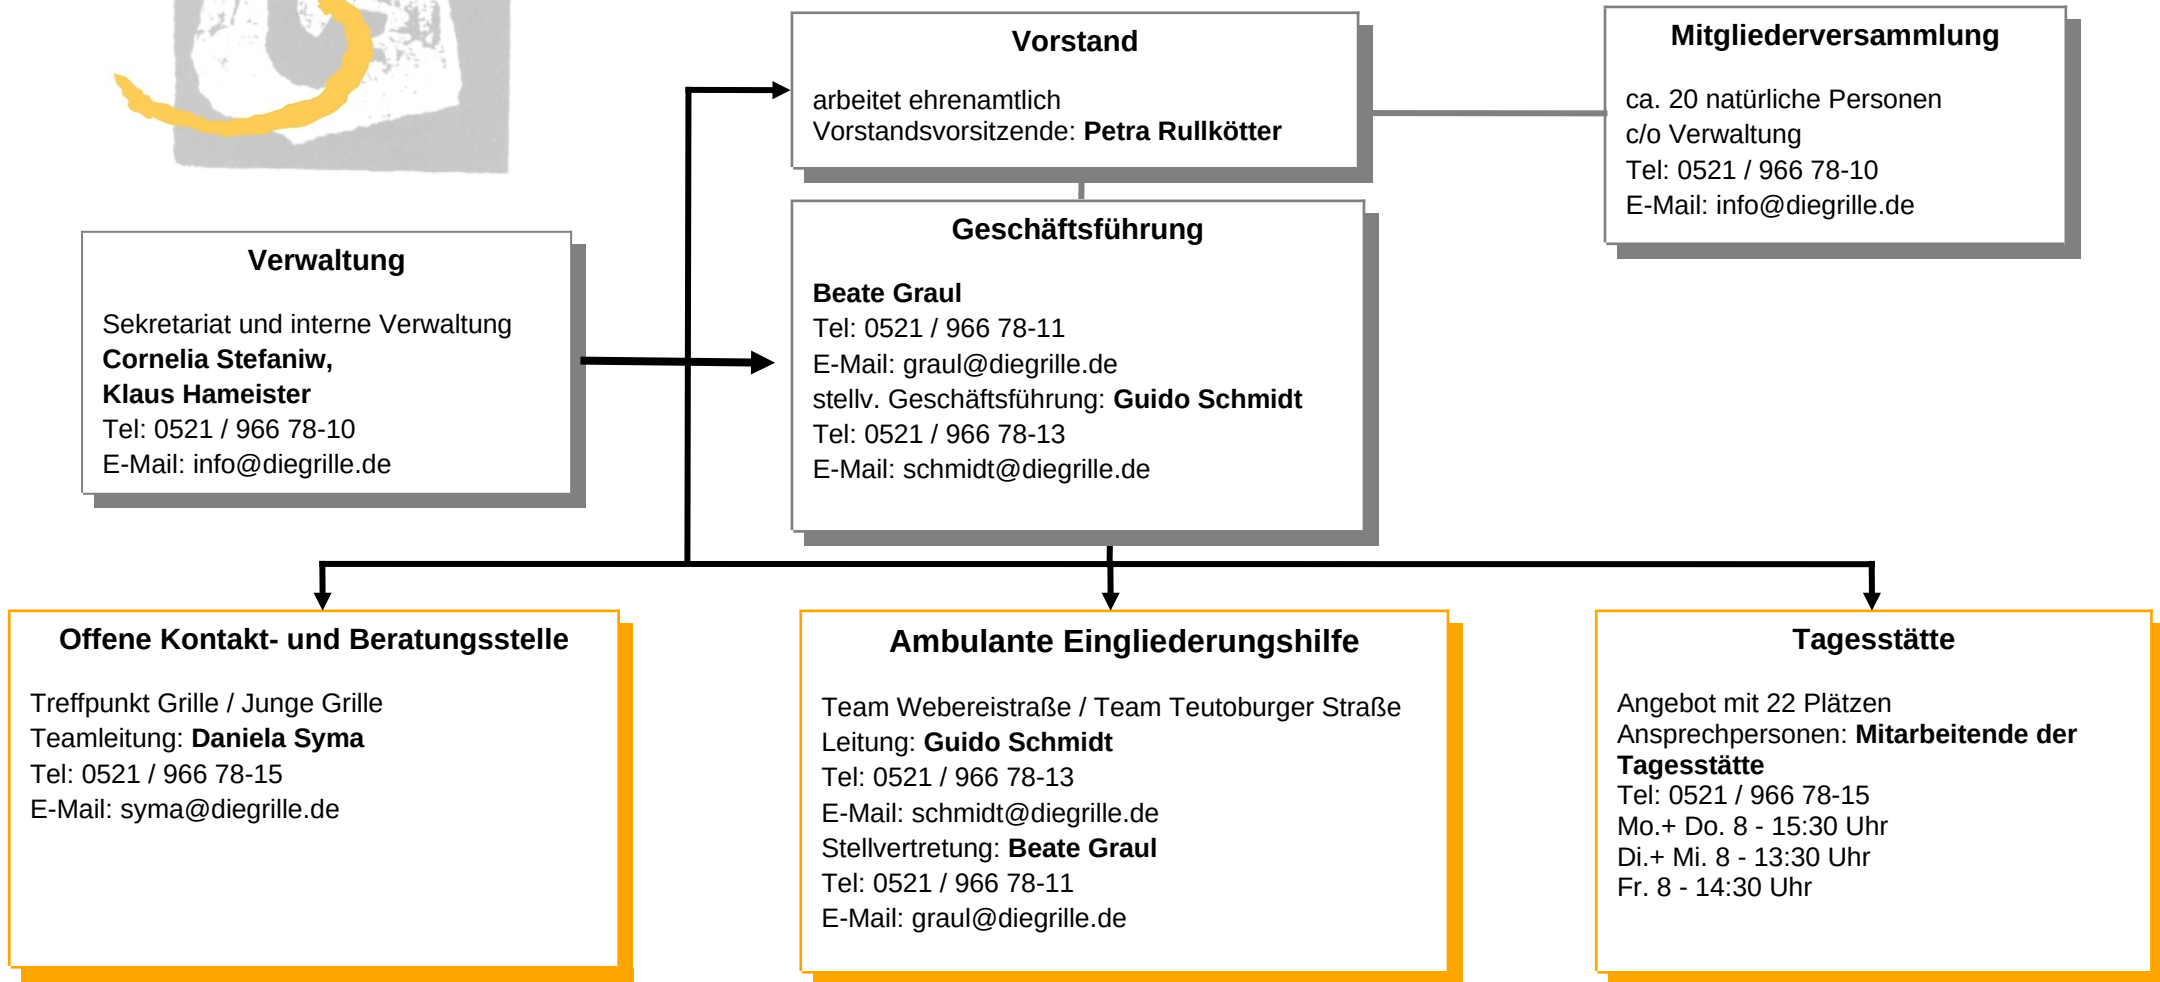 Vorstand
arbeitet ehrenamtlich
Vorstandsvorsitzende: Petra Rullkötter
Mitgliederversammlung
ca. 20 natürliche Personen
c/o Verwaltung
Tel: 0521 / 966 78-10
E-Mail: info@diegrille.de
Verwaltung
Sekretariat und interne Verwaltung
Cornelia Stefaniw,
Klaus Hameister
Tel: 0521 / 966 78-10
E-Mail: info@diegrille.de
Geschäftsführung
Beate Graul
Tel: 0521 / 966 78-11
E-Mail: graul@diegrille.de
stellv. Geschäftsführung: Guido Schmidt
Tel: 0521 / 966 78-13
E-Mail: schmidt@diegrille.de
Offene Kontakt- und Beratungsstelle
Treffpunkt Grille / Junge Grille
Teamleitung: Daniela Syma
Tel: 0521 / 966 78-15
E-Mail: syma@diegrille.de
Ambulante Eingliederungshilfe
Team Webereistraße / Team Teutoburger Straße
Leitung: Guido Schmidt
Tel: 0521 / 966 78-13
E-Mail: schmidt@diegrille.de
Stellvertretung: Beate Graul
Tel: 0521 / 966 78-11
E-Mail: graul@diegrille.de
Tagesstätte
Angebot mit 22 Plätzen
Ansprechpersonen: Mitarbeitende der
Tagesstätte
Tel: 0521 / 966 78-15
Mo.+ Do. 8 - 15:30 Uhr
Di.+ Mi. 8 - 13:30 Uhr
Fr. 8 - 14:30 Uhr